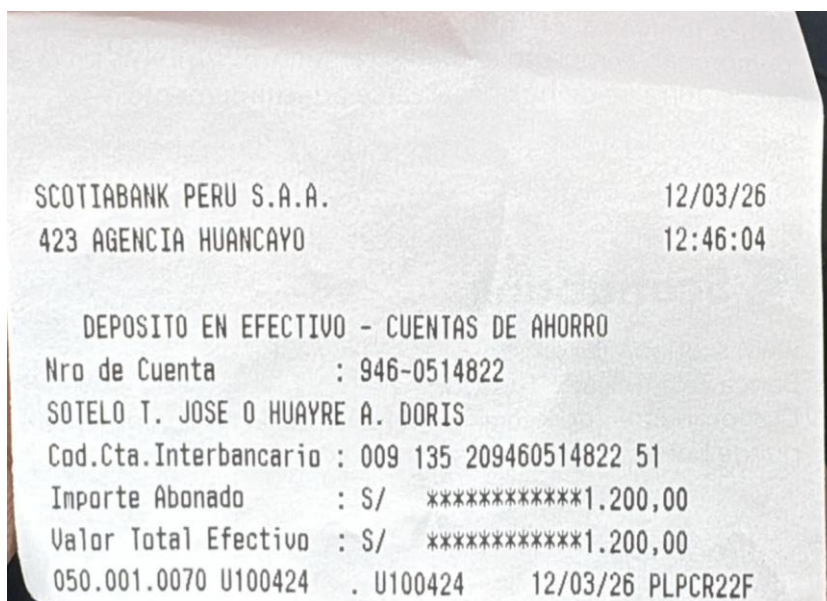 SCOTIABANK PERU S.A.A. 12/03/26
423 AGENCIA HUANCAYO 12:46:04
DEPOSITO EN EFECTIVO - CUENTAS DE AHORRO
Nro de Cuenta : 946-0514822
SOTELO T. JOSE O HUAYRE A. DORIS
Cod.Cta.Interbancario : 009 135 209460514822 51
Importe Abonado : S/ ************1.200,00
Valor Total Efectivo : S/ ************1.200,00
050.001.0070 U100424 . U100424 12/03/26 PLPCR22F